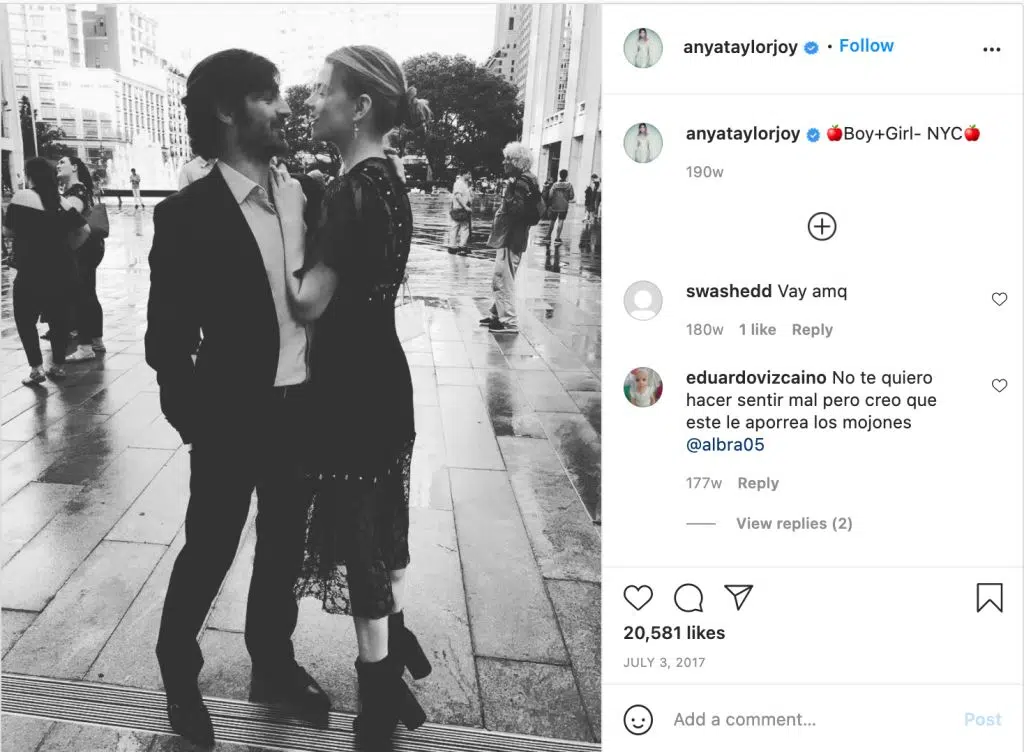 anyataylorjoy • Follow
anyataylorjoy 🍎Boy+Girl- NYC🍎
190w
swashedd Vay amq
180w 1 like Reply
eduardovizcaino No te quiero
hacer sentir mal pero creo que
este le aporrea los mojones
@albra05
177w Reply
View replies (2)
20,581 likes
JULY 3, 2017
Add a comment... Post